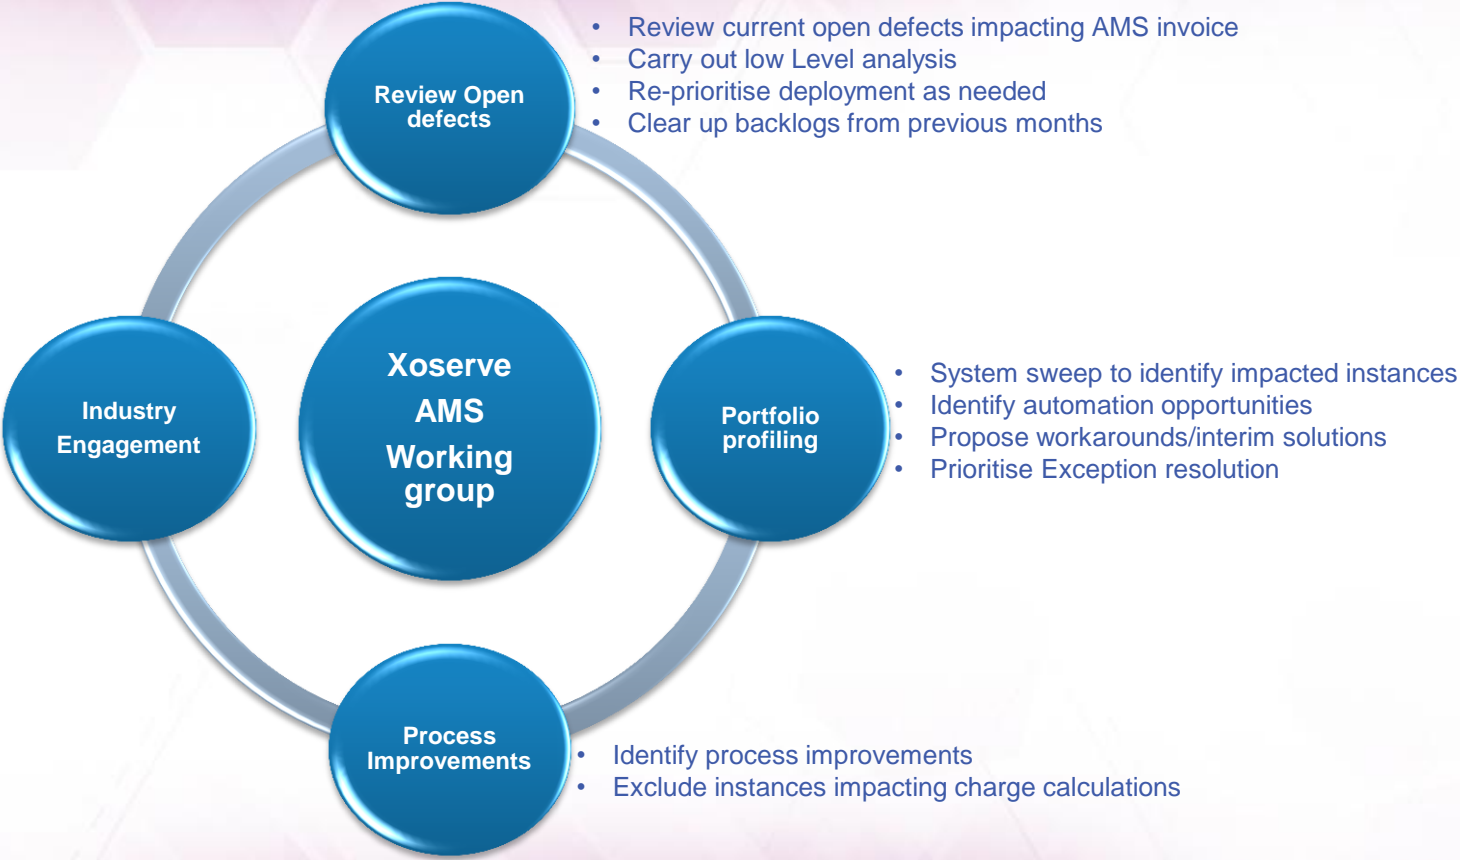 Review Open
defects
• Review current open defects impacting AMS invoice
• Carry out low Level analysis
• Re-prioritise deployment as needed
• Clear up backlogs from previous months
Industry
Engagement
Xoserve
AMS
Working
group
Portfolio
profiling
• System sweep to identify impacted instances
• Identify automation opportunities
• Propose workarounds/interim solutions
• Prioritise Exception resolution
Process
Improvements
• Identify process improvements
• Exclude instances impacting charge calculations